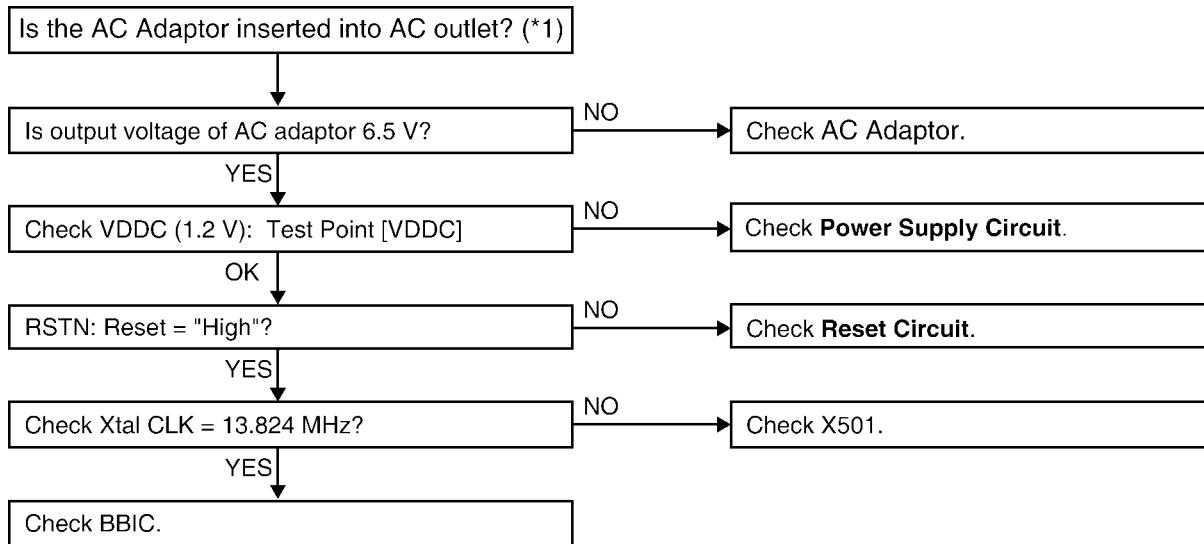 Is the AC Adaptor inserted into AC outlet? (*1)
Is output voltage of AC adaptor 6.5 V?
NO
Check AC Adaptor.
YES
Check VDDC (1.2 V): Test Point [VDDC]
NO
Check Power Supply Circuit.
OK
RSTN: Reset = "High"?
NO
Check Reset Circuit.
YES
Check Xtal CLK = 13.824 MHz?
NO
Check X501.
YES
Check BBIC.